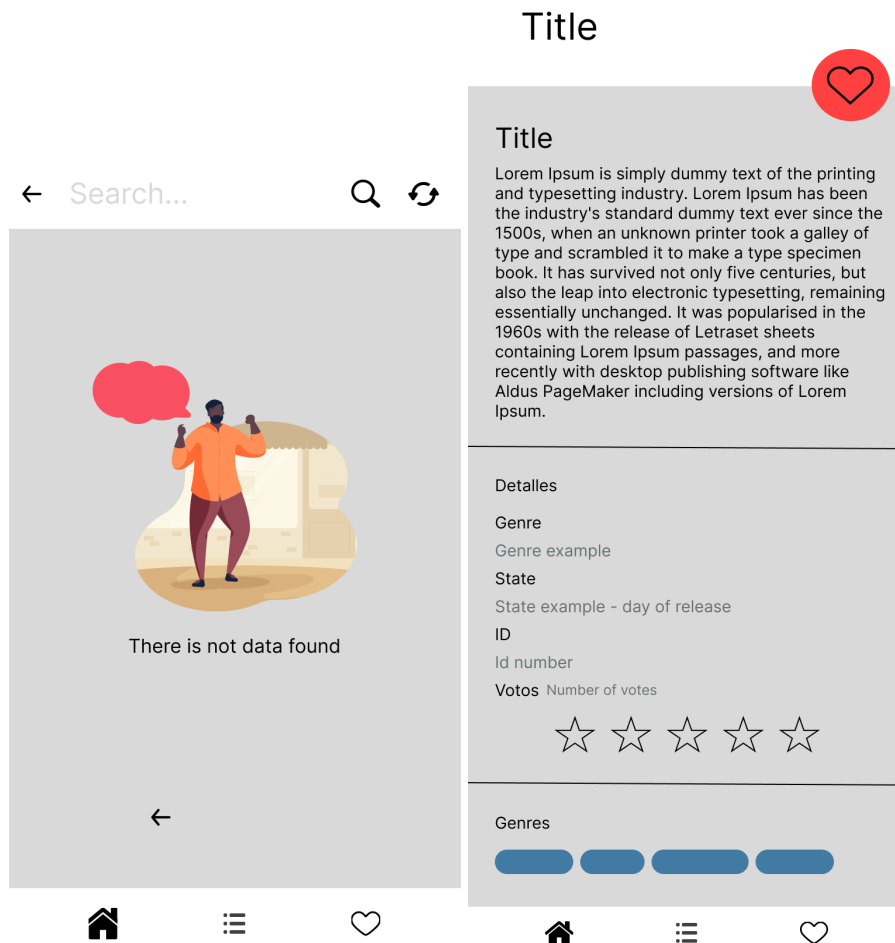 Search...
There is not data found
Title
Title
Lorem Ipsum is simply dummy text of the printing
and typesetting industry. Lorem Ipsum has been
the industry's standard dummy text ever since the
1500s, when an unknown printer took a galley of
type and scrambled it to make a type specimen
book. It has survived not only five centuries, but
also the leap into electronic typesetting, remaining
essentially unchanged. It was popularised in the
1960s with the release of Letraset sheets
containing Lorem Ipsum passages, and more
recently with desktop publishing software like
Aldus PageMaker including versions of Lorem
Ipsum.
Detalles
Genre
Genre example
State
State example - day of release
ID
Id number
Votos Number of votes
Genres